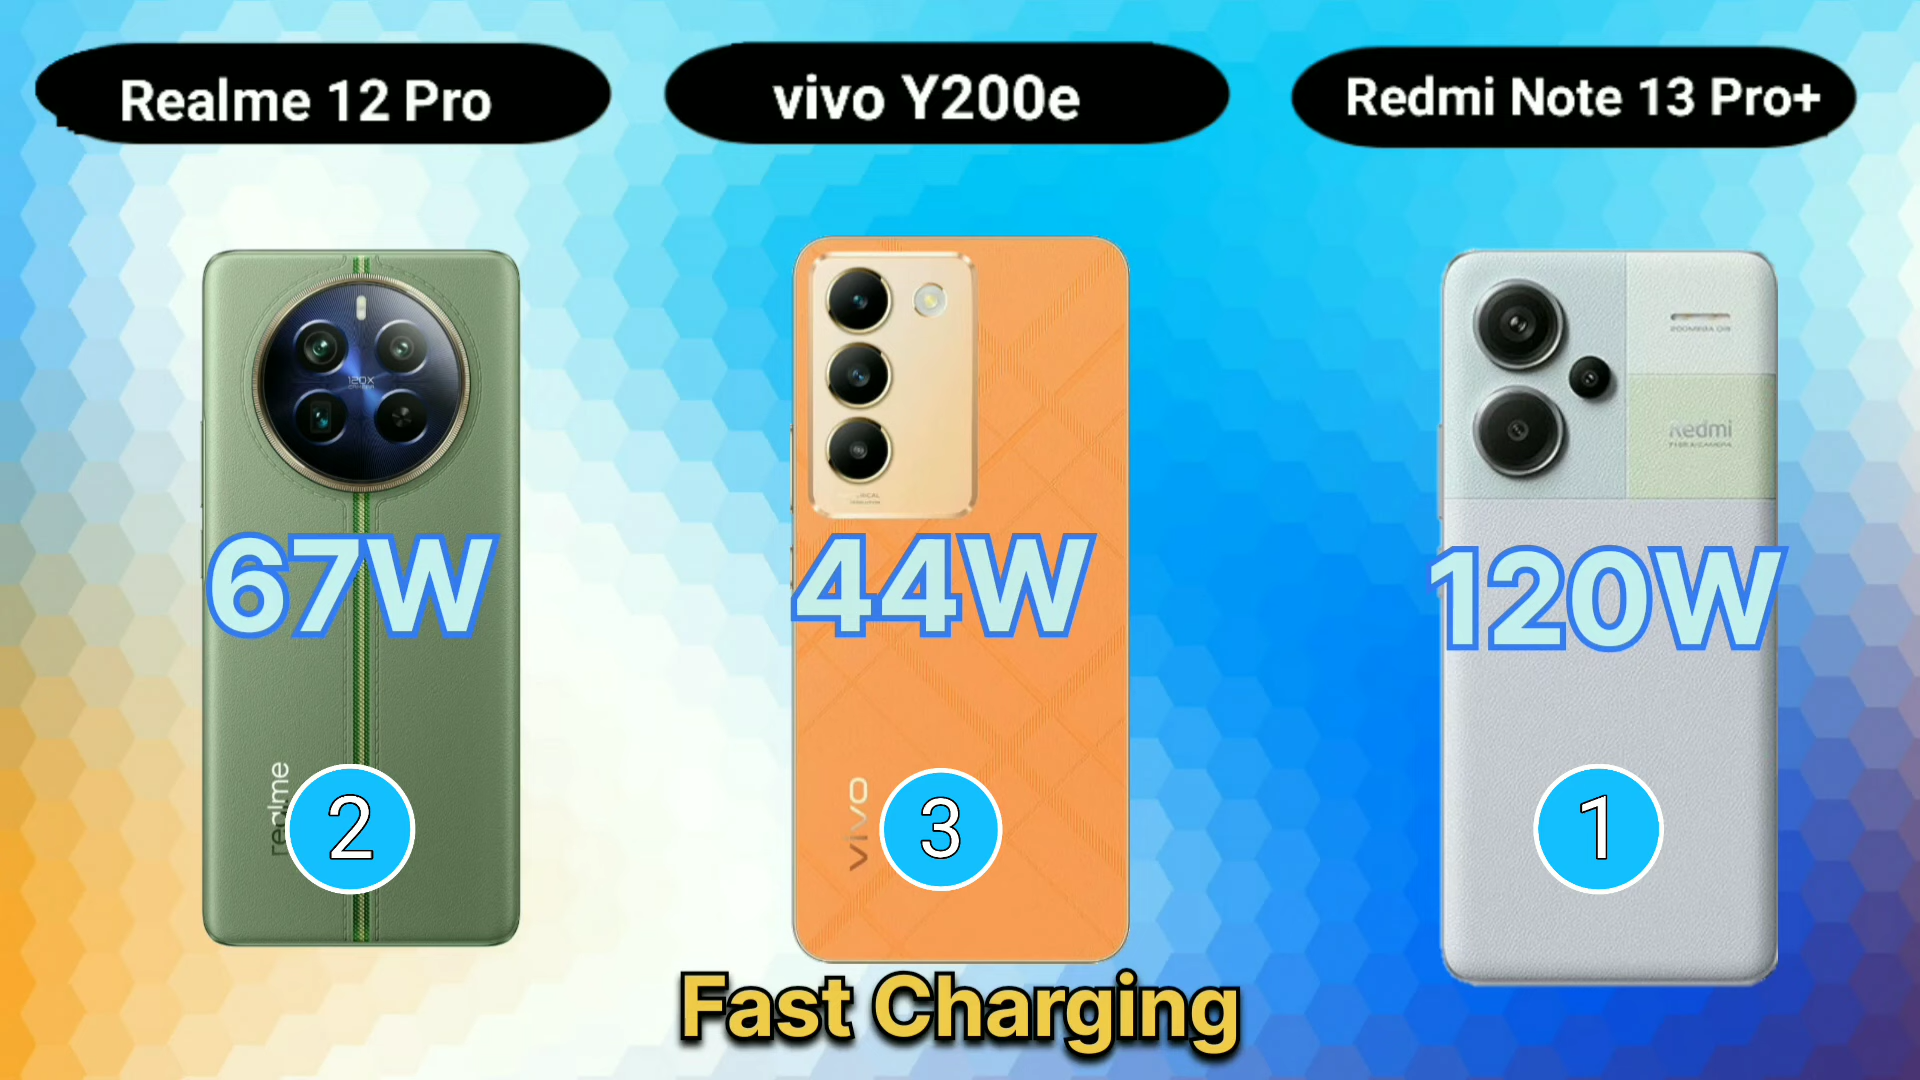 Realme 12 Pro
vivo Y200e
Redmi Note 13 Pro+
120X
Redmi
67W
44W
120W
realme
vivo
2
3
1
Fast Charging